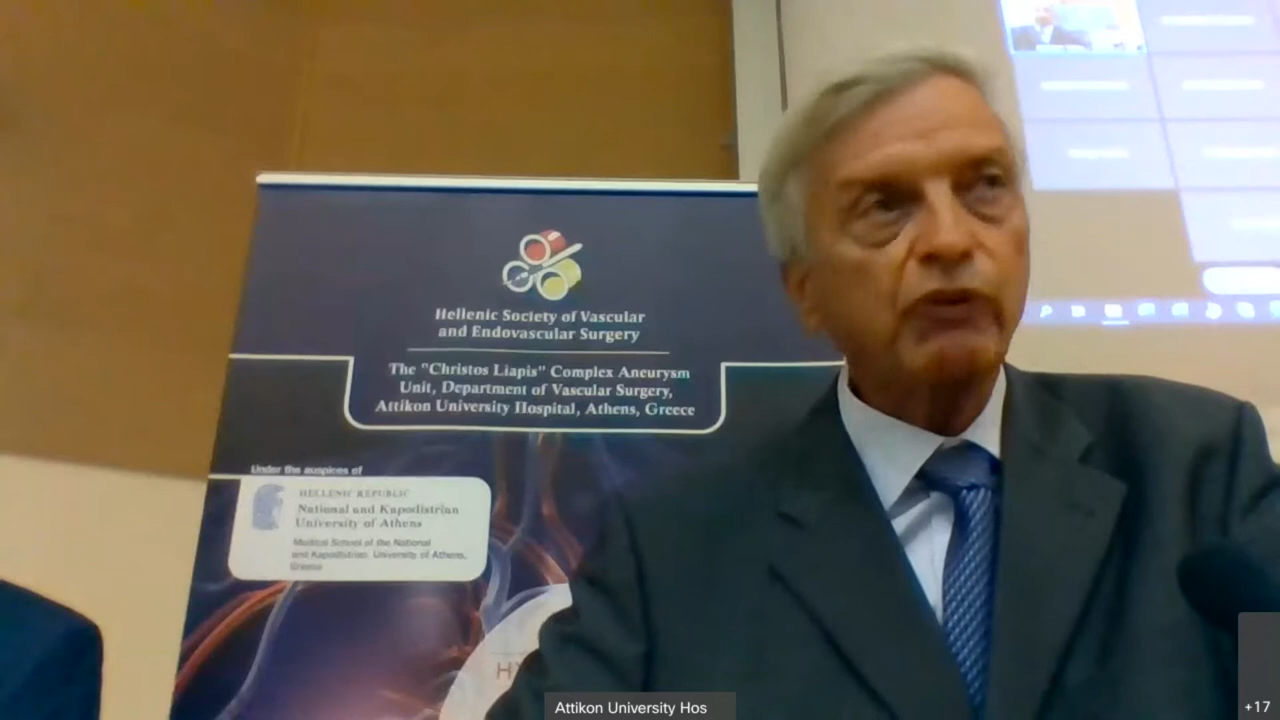 Hellenic Society of Vascular
and Endovascular Surgery
The "Christos Liapis" Complex Aneurysm
Unit, Department of Vascular Surgery,
Attikon University Hospital, Athens, Greece
Under the auspices of
HELLENIC REPUBLIC
National and Kapodistrian
University of Athens
Medical School of the National
and Kapodistrian University of Athens,
Greece
Attikon University Hos
+17